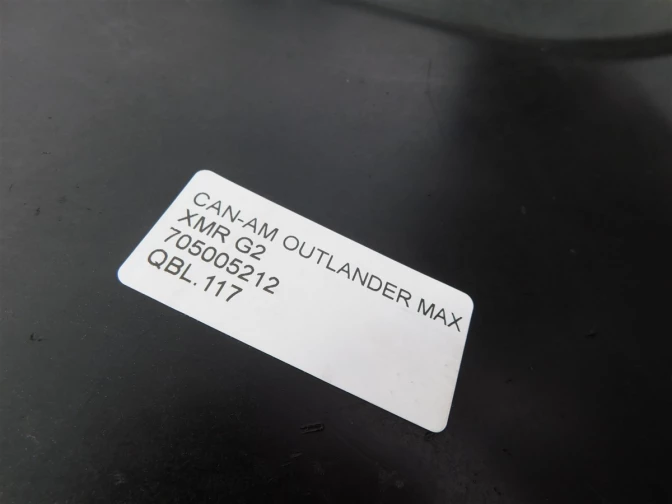 CAN-AM OUTLANDER MAX
XMR G2
705005212
QBL. 117